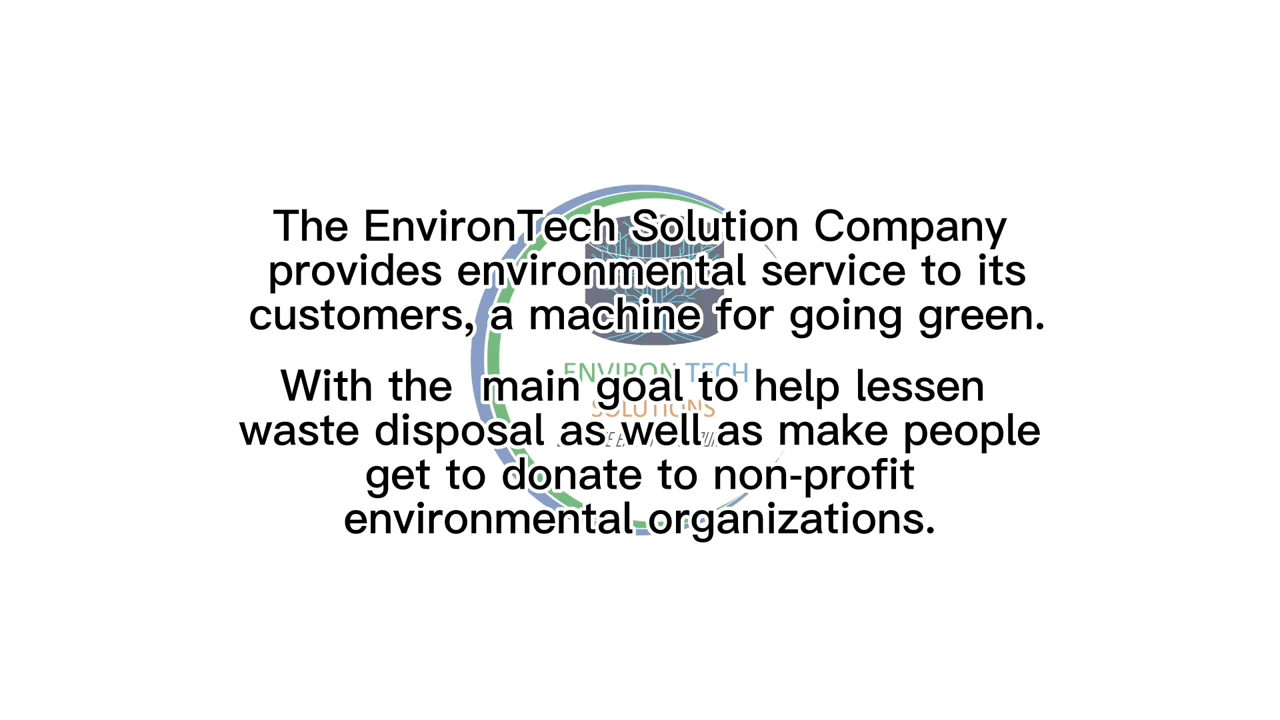 The EnvironTech Solution Company
provides environmental service to its
customers, a machine for going green.
With the  main goal to help lessen
waste disposal as well as make people
get to donate to non-profit
environmental organizations.
ENVIRON TECH
SOLUTIONS